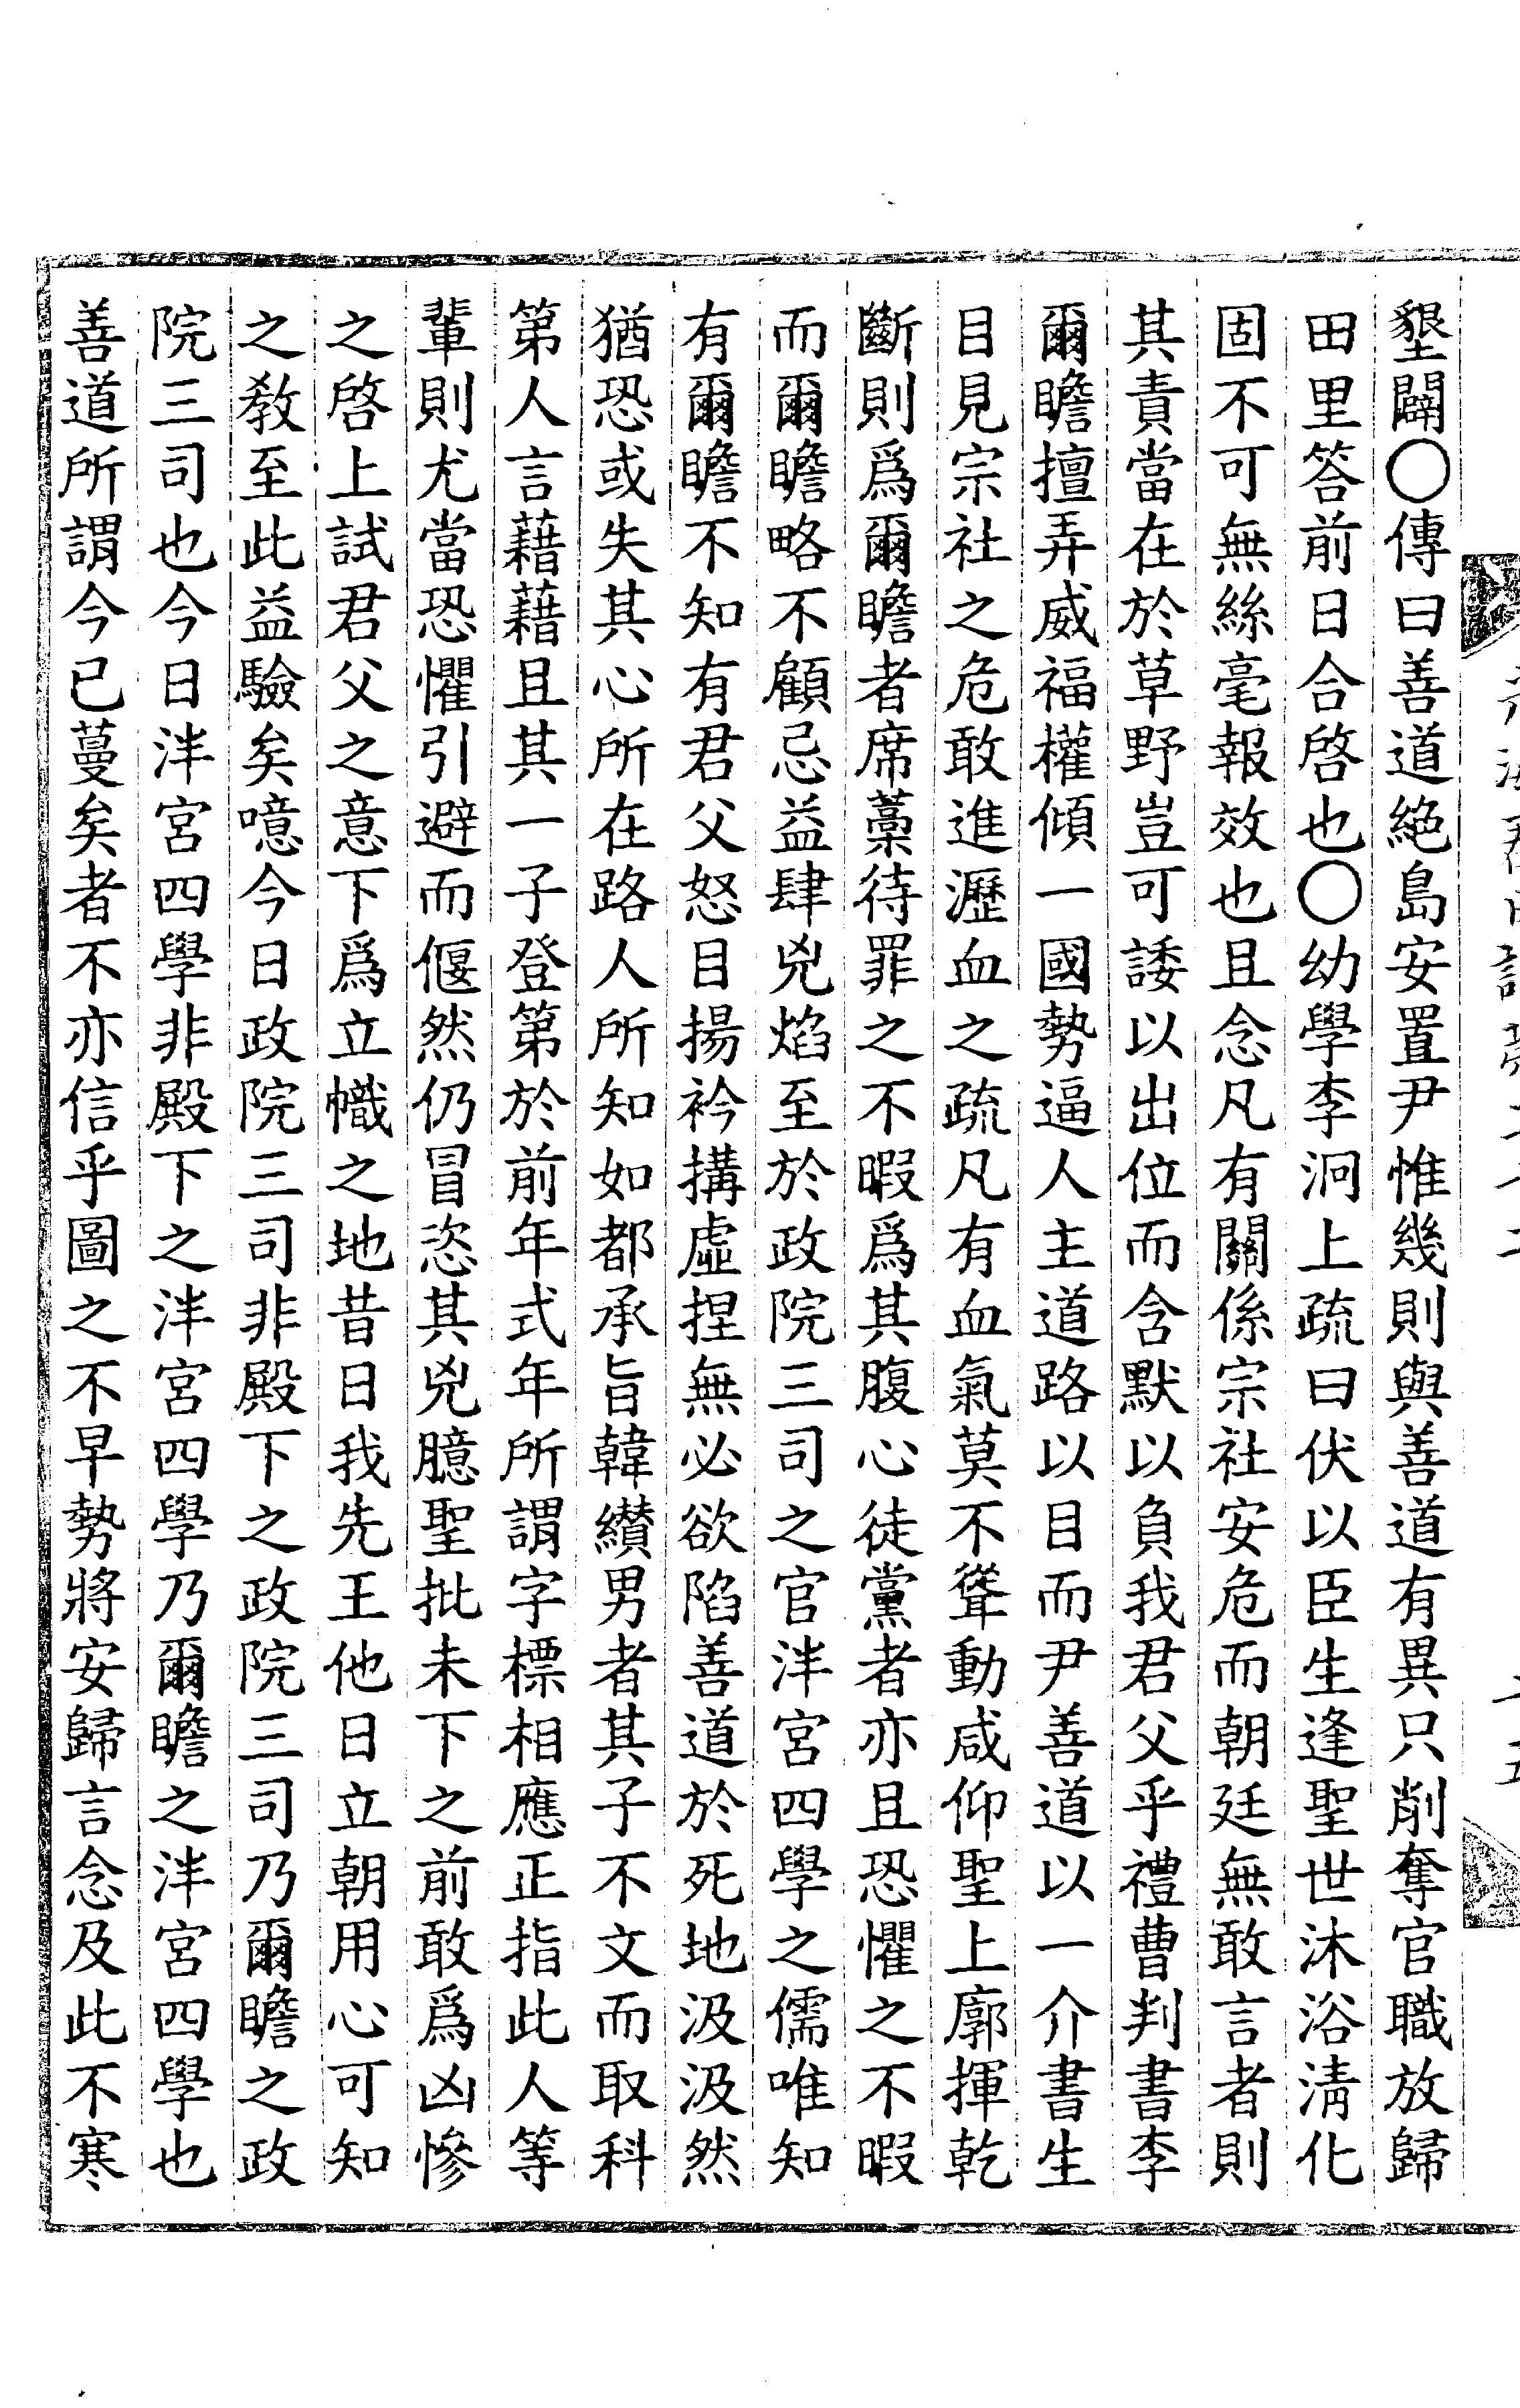 墾闢○傳曰善道絕島安置尹惟幾則與善道有異只削奪官職放歸
田里答前日合啓也○幼學李泂上疏曰伏以臣生逢聖世沐浴淸化
固不可無絲毫報效也且念凡有關係宗社安危而朝廷無敢言者則
其責當在於草野豈可諉以出位而含默以負我君父乎禮曹判書李
爾瞻擅弄威福權傾一國勢逼人主道路以目而尹善道以一介書生
目見宗社之危敢進瀝血之疏凡有血氣莫不聳動咸仰聖上廓揮乾
斷則爲爾瞻者席藁待罪之不暇爲其腹心徒黨者亦且恐懼之不暇
而爾瞻略不顧忌益肆兇焰至於政院三司之官泮宮四學之儒唯知
有爾瞻不知有君父怒目揚衿搆虛捏無必欲陷善道於死地汲汲然
猶恐或失其心所在路人所知如都承旨韓纘男者其子不文而取科
第人言藉藉且其一子登第於前年式年所謂字標相應正指此人等
輩則尤當恐懼引避而偃然仍冒恣其兇臆聖批未下之前敢爲凶慘
之啓上試君父之意下爲立幟之地昔日我先王他日立朝用心可知
之敎至此益驗矣噫今日政院三司非殿下之政院三司乃爾瞻之政
院三司也今日泮宮四學非殿下之泮宮四學乃爾瞻之泮宮四學也
善道所謂今已蔓矣者不亦信乎圖之不早勢將安歸言念及此不寒